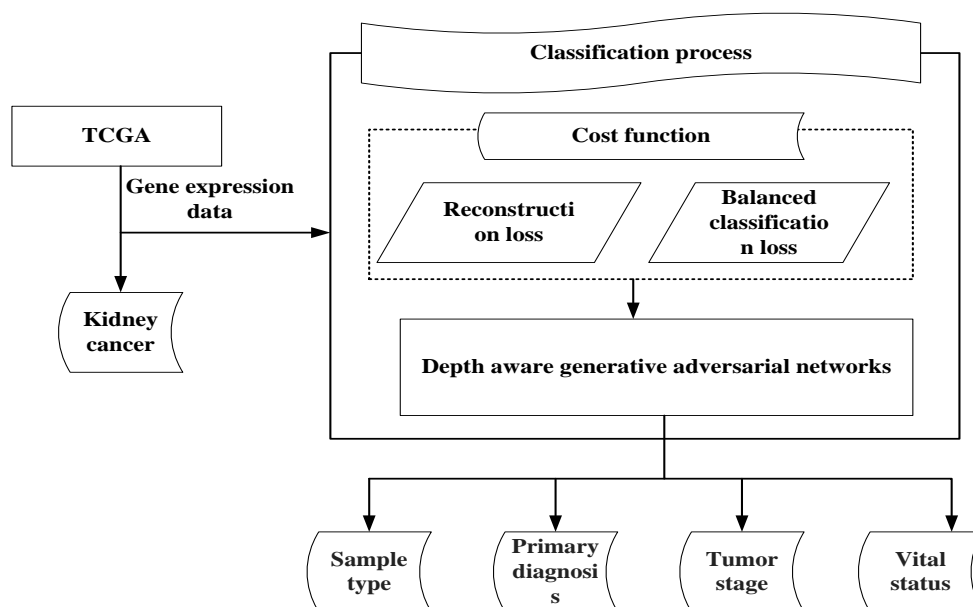 Classification process
TCGA
Cost function
Gene expression
data
Reconstructi
on loss
Balanced
classificatio
n loss
Kidney
cancer
Depth aware generative adversarial networks
Sample
type
Primary
diagnosi
s
Tumor
stage
Vital
status